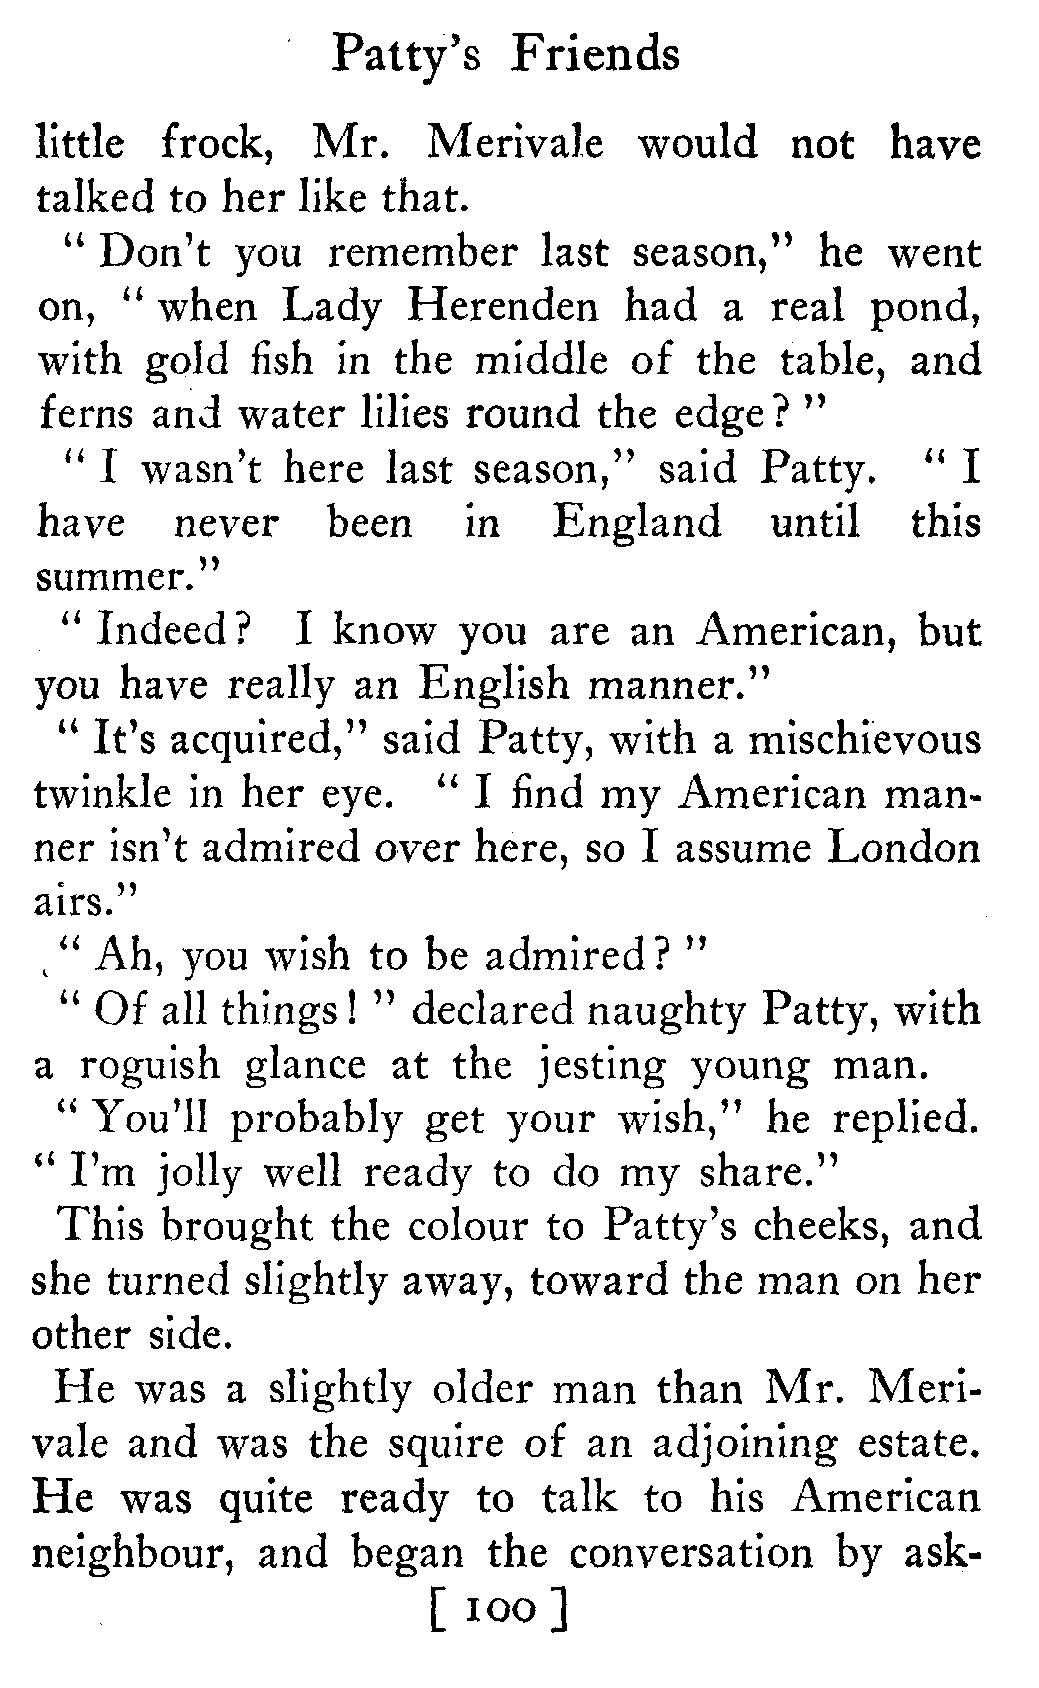 Patty's Friends
little frock, Mr. Merivale would not have
talked to her like that.
“ Don't you remember last season,” he went
on, “ when Lady Herenden had a real pond,
with gold fish in the middle of the table, and
ferns and water lilies round the edge? ”
“ I wasn't here last season,” said Patty. “ I
have never been in England until this
summer.”
“ Indeed? I know you are an American, but
you have really an English manner.”
“ It's acquired,” said Patty, with a mischievous
twinkle in her eye. “ I find my American man-
ner isn't admired over here, so I assume London
airs.”
“ Ah, you wish to be admired? ”
“ Of all things! ” declared naughty Patty, with
a roguish glance at the jesting young man.
“ You'll probably get your wish,” he replied.
“ I'm jolly well ready to do my share.”
This brought the colour to Patty's cheeks, and
she turned slightly away, toward the man on her
other side.
He was a slightly older man than Mr. Meri-
vale and was the squire of an adjoining estate.
He was quite ready to talk to his American
neighbour, and began the conversation by ask-
[ 100 ]